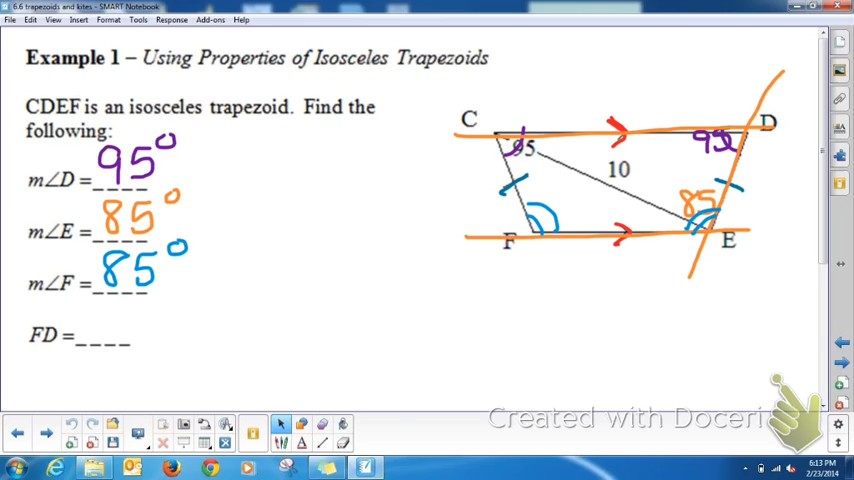 6.6 trapezoids and kites - SMART Notebook
File Edit View Insert Format Tools Response Add-ons Help
Example 1 – Using Properties of Isosceles Trapezoids
CDEF is an isosceles trapezoid. Find the
following:
m∠D = 95°
m∠E = 85°
m∠F = 85°
FD = ____
C
D
95
95
10
85
F
E
Created with Doceri
6:13 PM
2/23/2014